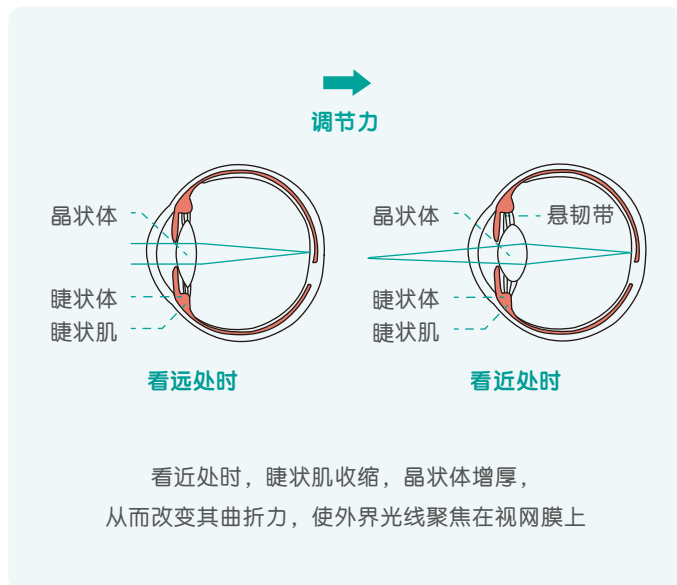 调节力
晶状体
睫状体
睫状肌
看远处时
晶状体
悬韧带
睫状体
睫状肌
看近处时
看近处时，睫状肌收缩，晶状体增厚，
从而改变其曲折力，使外界光线聚焦在视网膜上